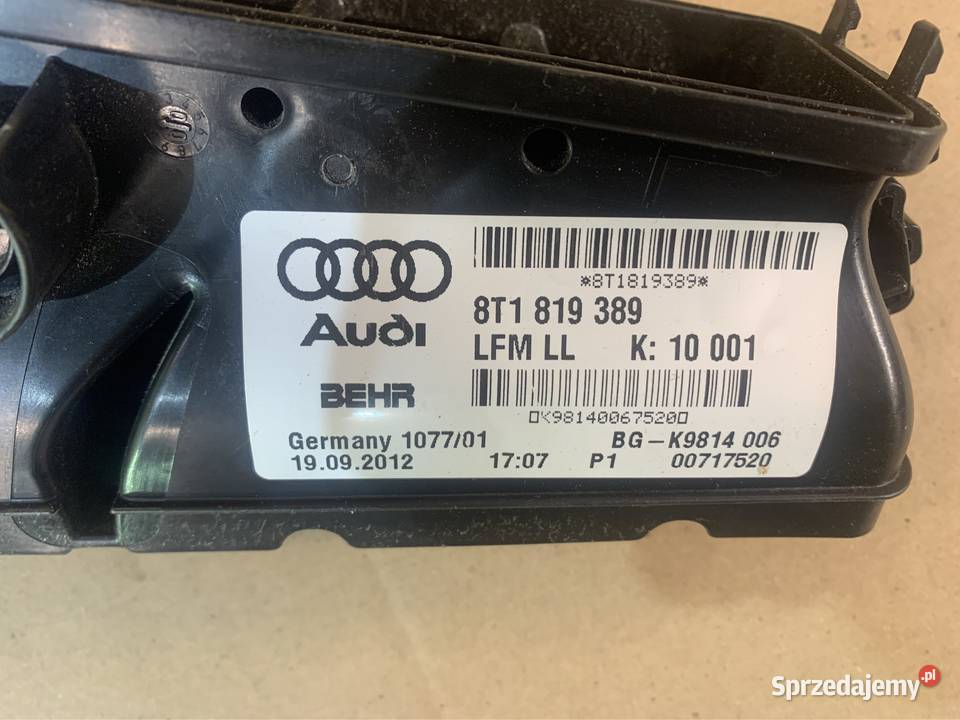 *8T1819389*
Audi
8T1 819 389
LFM LL K: 10 001
BEHR
K98140067520
Germany 1077/01 BG-K9814 006
19.09.2012 17:07 P1 00717520
Sprzedajemy.pl